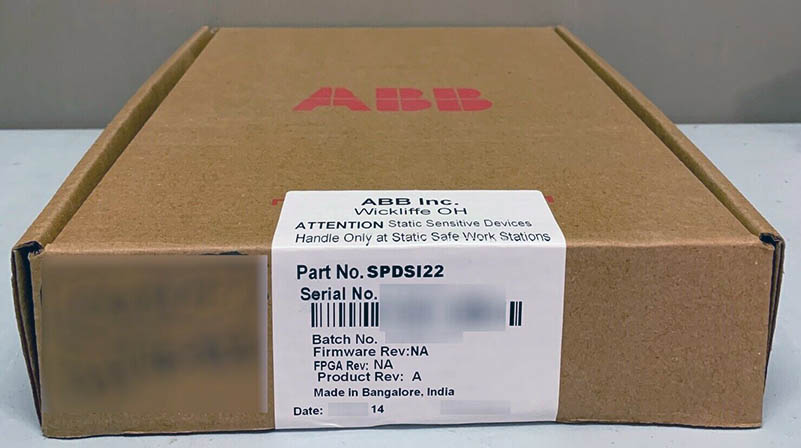 ABB
ABB Inc.
Wickliffe OH
ATTENTION Static Sensitive Devices
Handle Only at Static Safe Work Stations
Part No. SPDSI22
Serial No.
Batch No.
Firmware Rev:NA
FPGA Rev: NA
Product Rev: A
Made in Bangalore, India
Date: 14